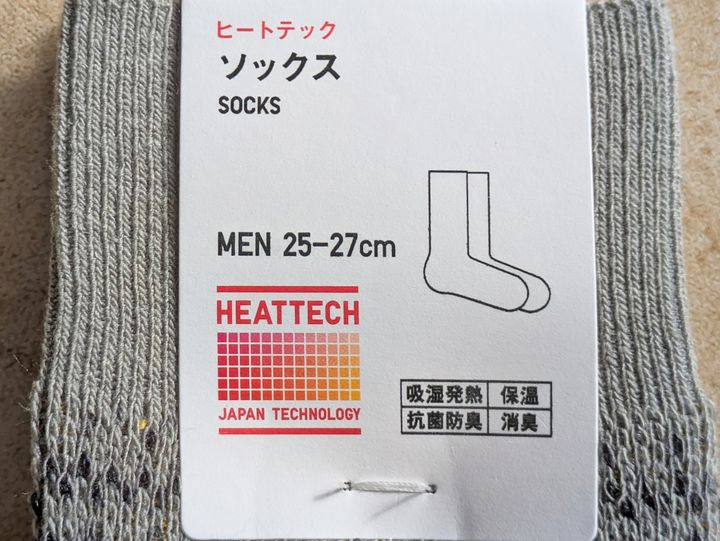 ヒートテック
ソックス
SOCKS
MEN 25-27cm
HEATTECH
JAPAN TECHNOLOGY
吸湿発熱 保温
抗菌防臭 消臭